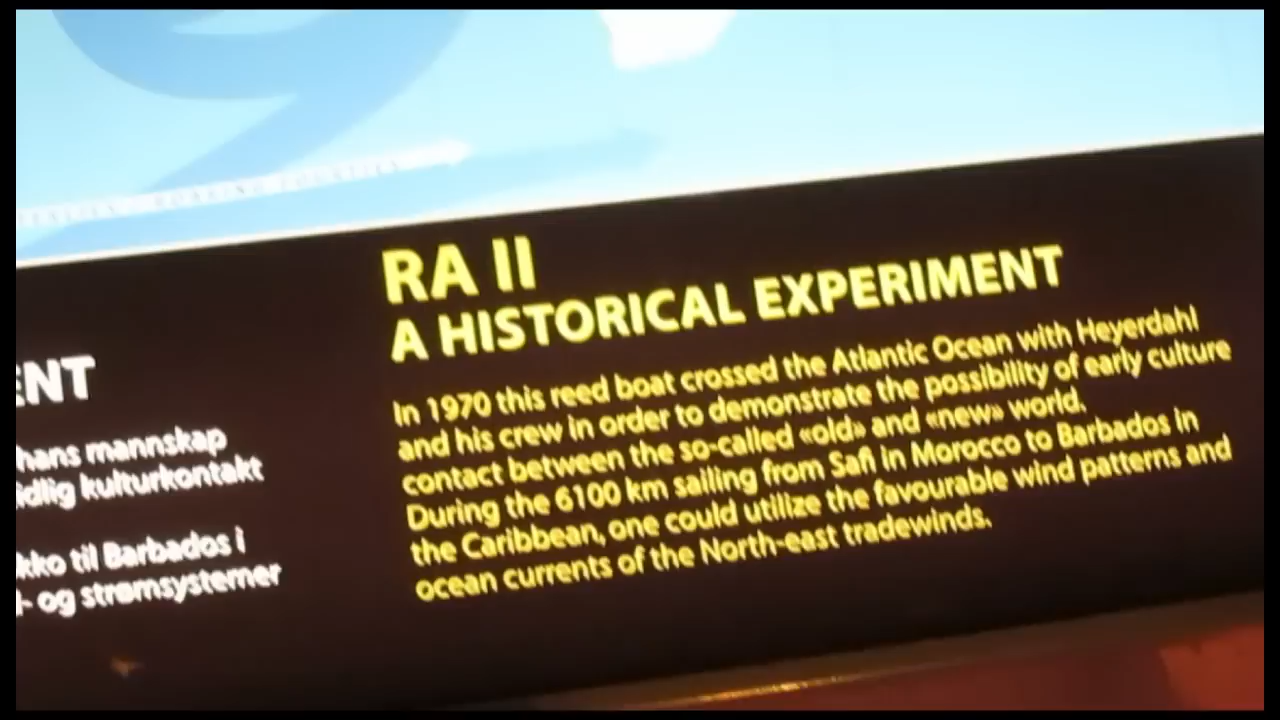 ENT
hans mannskap
idlig kulturkontakt
kko til Barbados i
- og strømsystemer
RA II
A HISTORICAL EXPERIMENT
In 1970 this reed boat crossed the Atlantic Ocean with Heyerdahl
and his crew in order to demonstrate the possibility of early culture
contact between the so-called «old» and «new» world.
During the 6100 km sailing from Safi in Morocco to Barbados in
the Caribbean, one could utilize the favourable wind patterns and
ocean currents of the North-east tradewinds.